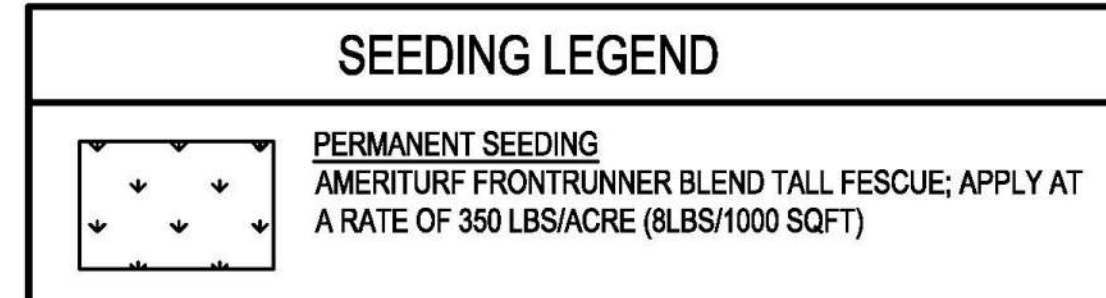 SEEDING LEGEND
PERMANENT SEEDING
AMERITURF FRONTRUNNER BLEND TALL FESCUE; APPLY AT
A RATE OF 350 LBS/ACRE (8LBS/1000 SQFT)